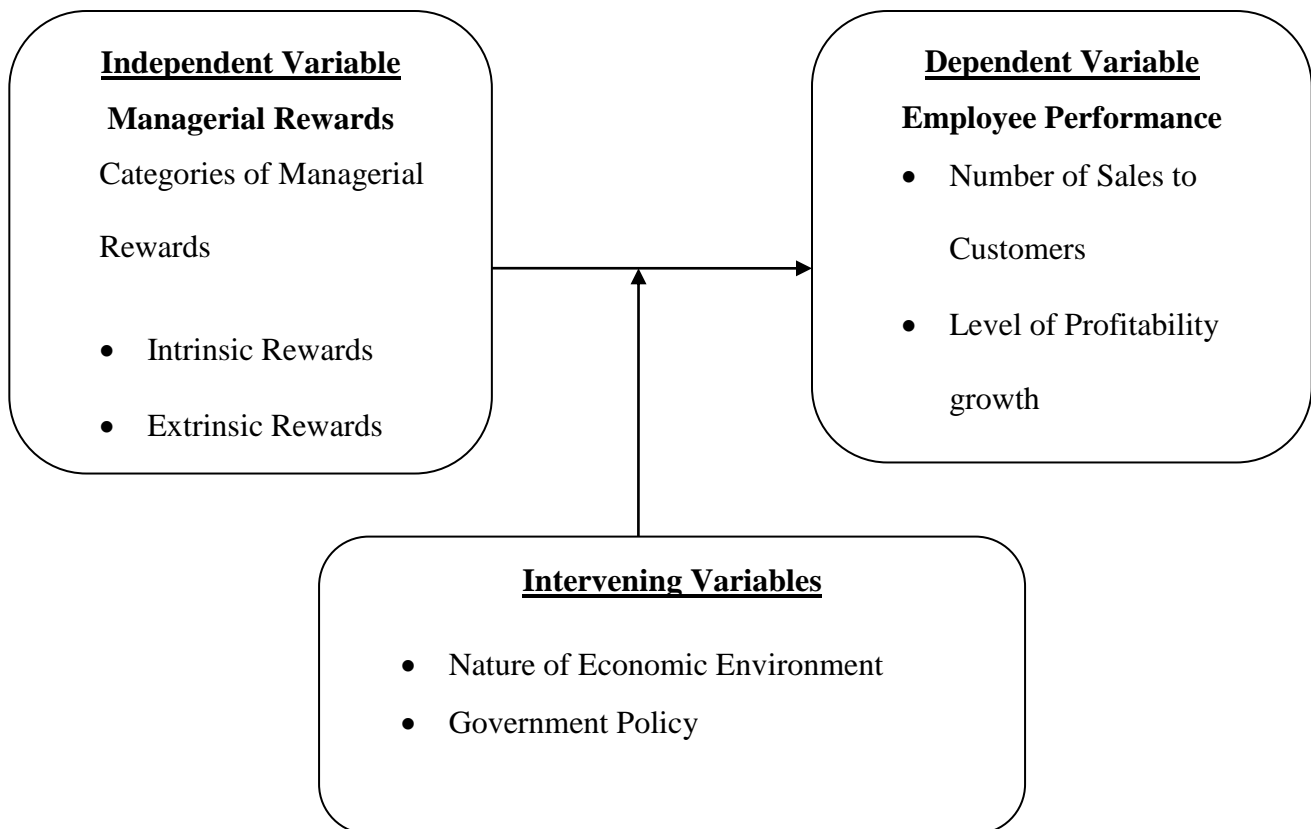 Independent Variable
Managerial Rewards
Categories of Managerial
Rewards
• Intrinsic Rewards
• Extrinsic Rewards
Dependent Variable
Employee Performance
• Number of Sales to
Customers
• Level of Profitability
growth
Intervening Variables
• Nature of Economic Environment
• Government Policy